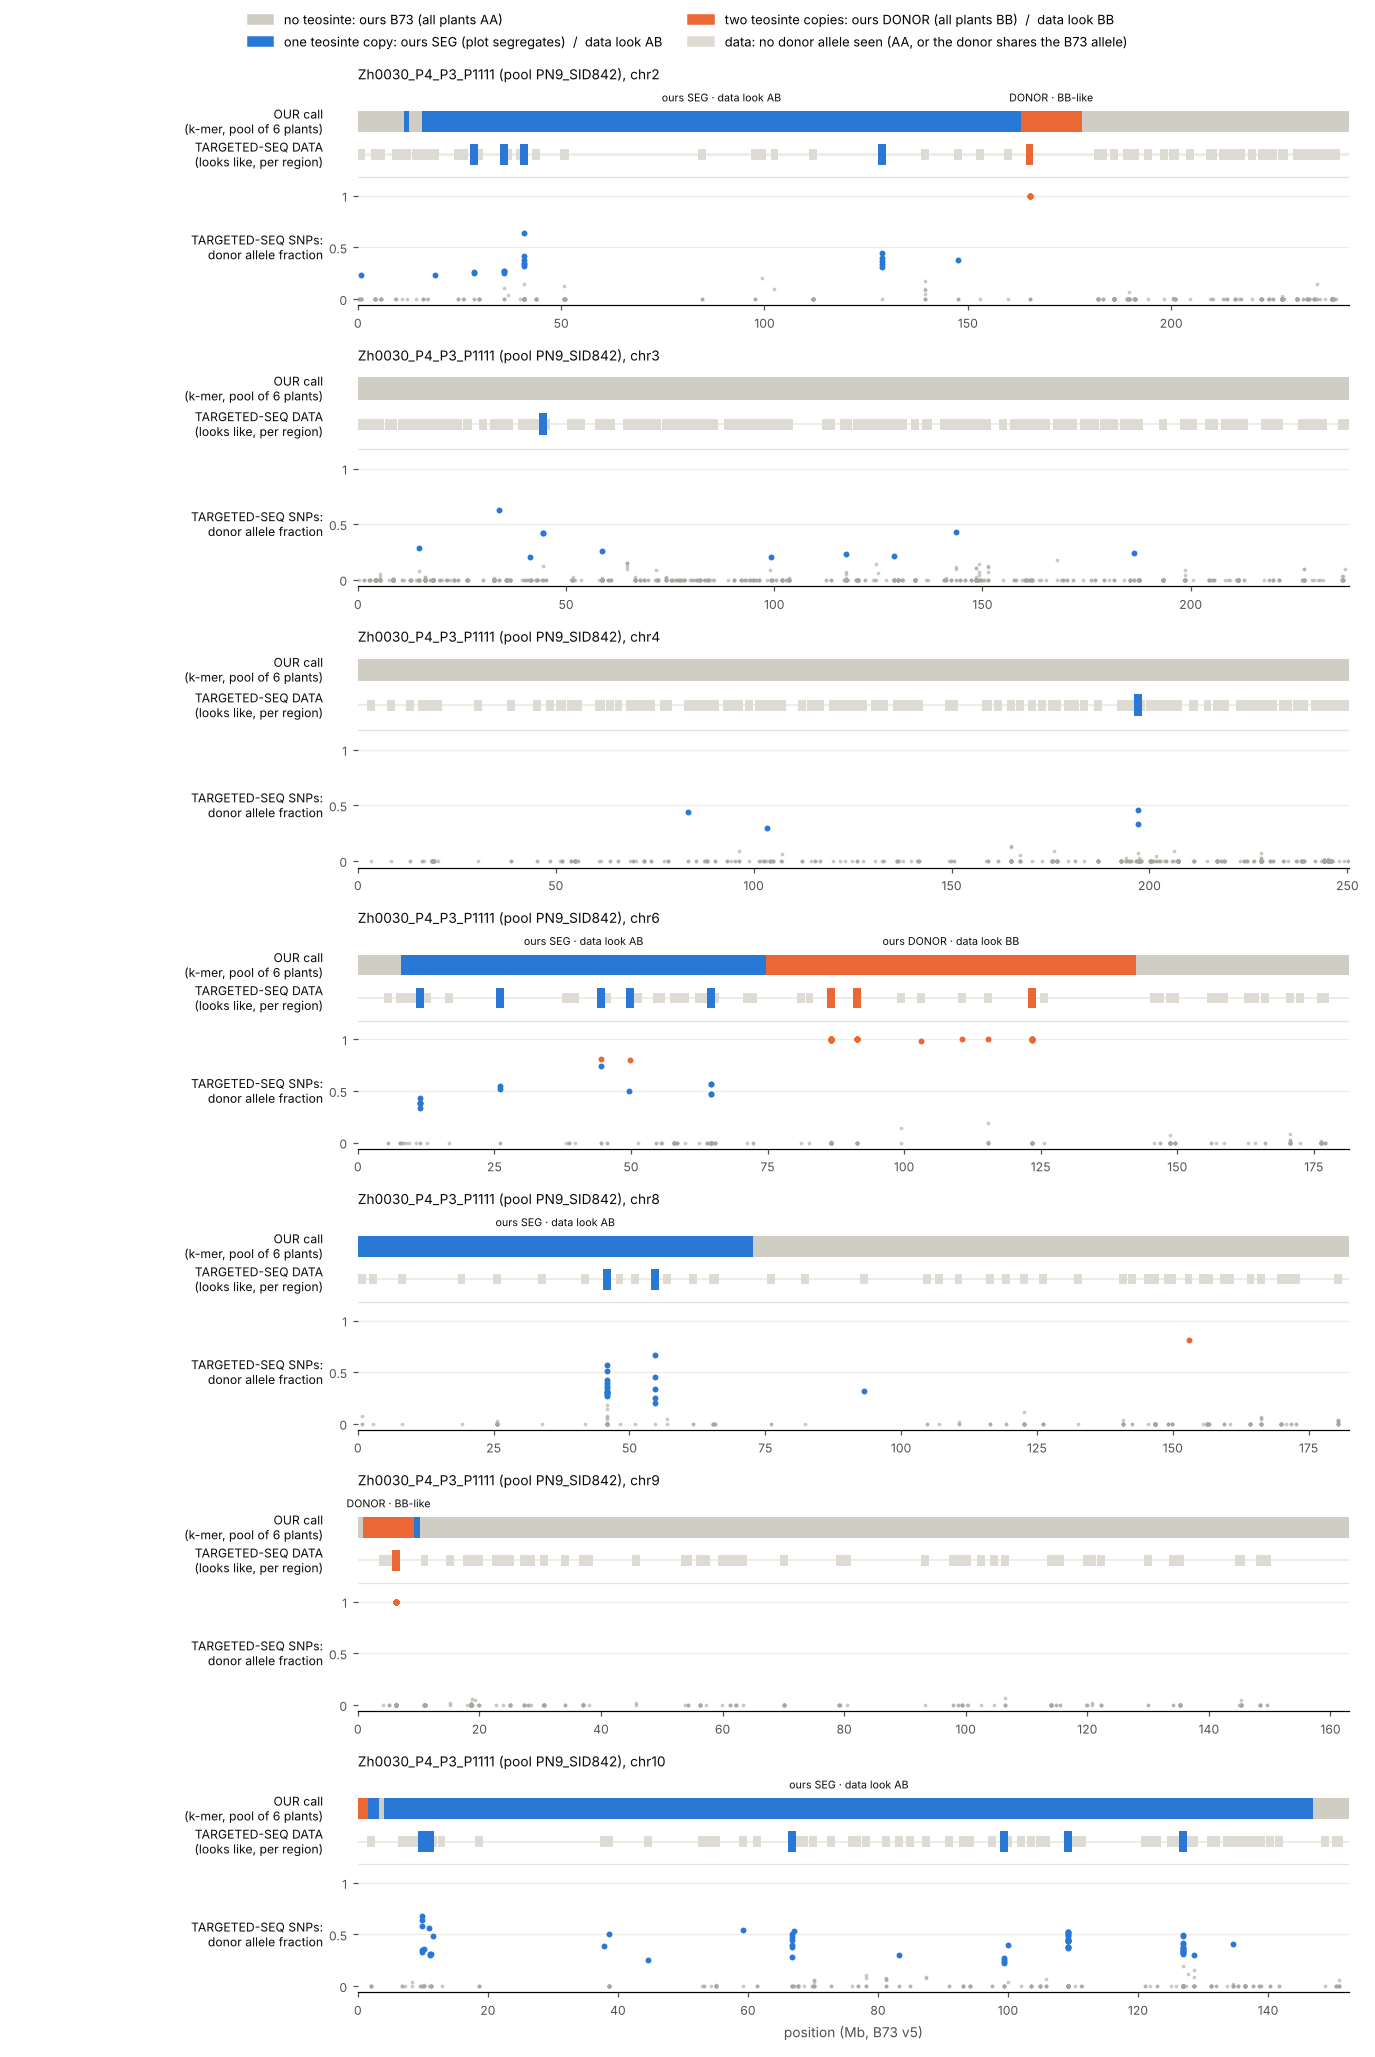 no teosinte: ours B73 (all plants AA)
two teosinte copies: ours DONOR (all plants BB)  /  data look BB
one teosinte copy: ours SEG (plot segregates)  /  data look AB
data: no donor allele seen (AA, or the donor shares the B73 allele)
Zh0030_P4_P3_P1111 (pool PN9_SID842), chr2
ours SEG · data look AB
DONOR · BB-like
OUR call
(k-mer, pool of 6 plants)
TARGETED-SEQ DATA
(looks like, per region)
1
TARGETED-SEQ SNPs:
donor allele fraction
0.5
0
0 50 100 150 200
Zh0030_P4_P3_P1111 (pool PN9_SID842), chr3
OUR call
(k-mer, pool of 6 plants)
TARGETED-SEQ DATA
(looks like, per region)
1
TARGETED-SEQ SNPs:
donor allele fraction
0.5
0
0 50 100 150 200
Zh0030_P4_P3_P1111 (pool PN9_SID842), chr4
OUR call
(k-mer, pool of 6 plants)
TARGETED-SEQ DATA
(looks like, per region)
1
TARGETED-SEQ SNPs:
donor allele fraction
0.5
0
0 50 100 150 200 250
Zh0030_P4_P3_P1111 (pool PN9_SID842), chr6
ours SEG · data look AB
ours DONOR · data look BB
OUR call
(k-mer, pool of 6 plants)
TARGETED-SEQ DATA
(looks like, per region)
1
TARGETED-SEQ SNPs:
donor allele fraction
0.5
0
0 25 50 75 100 125 150 175
Zh0030_P4_P3_P1111 (pool PN9_SID842), chr8
ours SEG · data look AB
OUR call
(k-mer, pool of 6 plants)
TARGETED-SEQ DATA
(looks like, per region)
1
TARGETED-SEQ SNPs:
donor allele fraction
0.5
0
0 25 50 75 100 125 150 175
Zh0030_P4_P3_P1111 (pool PN9_SID842), chr9
DONOR · BB-like
OUR call
(k-mer, pool of 6 plants)
TARGETED-SEQ DATA
(looks like, per region)
1
TARGETED-SEQ SNPs:
donor allele fraction
0.5
0
0 20 40 60 80 100 120 140 160
Zh0030_P4_P3_P1111 (pool PN9_SID842), chr10
ours SEG · data look AB
OUR call
(k-mer, pool of 6 plants)
TARGETED-SEQ DATA
(looks like, per region)
1
TARGETED-SEQ SNPs:
donor allele fraction
0.5
0
0 20 40 60 80 100 120 140
position (Mb, B73 v5)